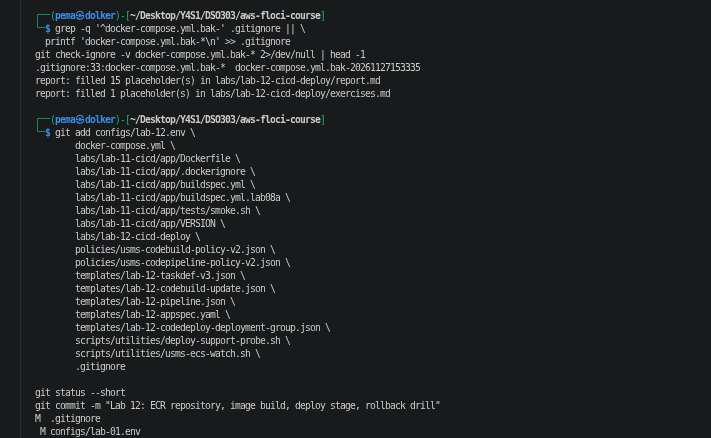 ┌──(pema㉿dolker)-[~/Desktop/Y4S1/DSO303/aws-floci-course]
└─$ grep -q '^docker-compose.yml.bak-' .gitignore || \
  printf 'docker-compose.yml.bak-*\n' >> .gitignore
git check-ignore -v docker-compose.yml.bak-* 2>/dev/null | head -1
.gitignore:33:docker-compose.yml.bak-*  docker-compose.yml.bak-20261127153335
report: filled 15 placeholder(s) in labs/lab-12-cicd-deploy/report.md
report: filled 1 placeholder(s) in labs/lab-12-cicd-deploy/exercises.md
┌──(pema㉿dolker)-[~/Desktop/Y4S1/DSO303/aws-floci-course]
└─$ git add configs/lab-12.env \
        docker-compose.yml \
        labs/lab-11-cicd/app/Dockerfile \
        labs/lab-11-cicd/app/.dockerignore \
        labs/lab-11-cicd/app/buildspec.yml \
        labs/lab-11-cicd/app/buildspec.yml.lab08a \
        labs/lab-11-cicd/app/tests/smoke.sh \
        labs/lab-11-cicd/app/VERSION \
        labs/lab-12-cicd-deploy \
        policies/usms-codebuild-policy-v2.json \
        policies/usms-codepipeline-policy-v2.json \
        templates/lab-12-taskdef-v3.json \
        templates/lab-12-codebuild-update.json \
        templates/lab-12-pipeline.json \
        templates/lab-12-appspec.yaml \
        templates/lab-12-codedeploy-deployment-group.json \
        scripts/utilities/deploy-support-probe.sh \
        scripts/utilities/usms-ecs-watch.sh \
        .gitignore
git status --short
git commit -m "Lab 12: ECR repository, image build, deploy stage, rollback drill"
M  .gitignore
 M configs/lab-01.env